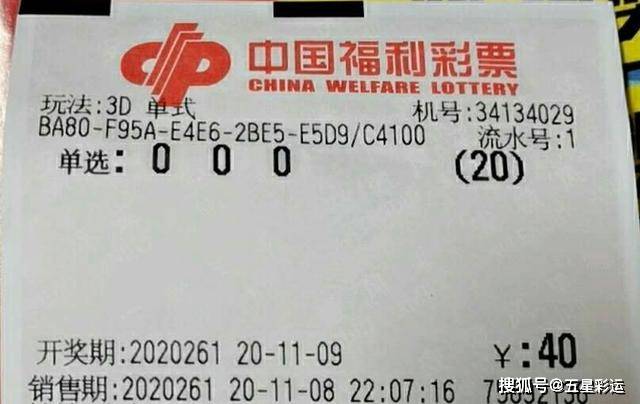 中国福利彩票
CHINA WELFARE LOTTERY
玩法:3D 单式 机号:34134029
BA80-F95A-E4E6-2BE5-E5D9/C4100 流水号:1
单选: 0 0 0 (20)
开奖期:2020261 20-11-09 ¥:40
销售期:2020261 20-11-08 22:07:16
搜狐号@五星彩运